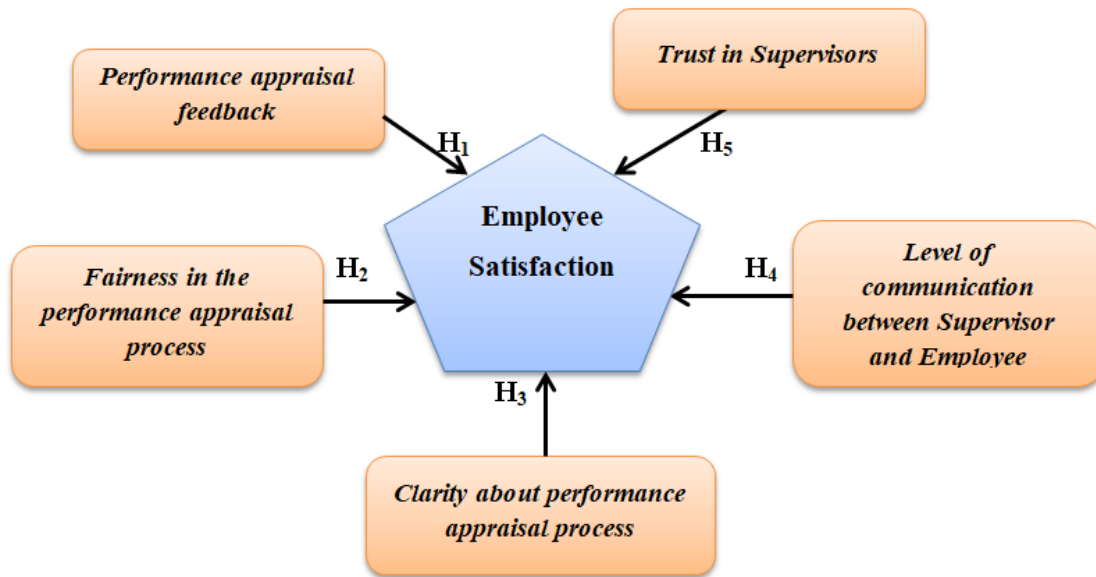 Performance appraisal
feedback
Trust in Supervisors
H₁
H₅
Employee
Satisfaction
Fairness in the
performance appraisal
process
H₂
H₄
Level of
communication
between Supervisor
and Employee
H₃
Clarity about performance
appraisal process